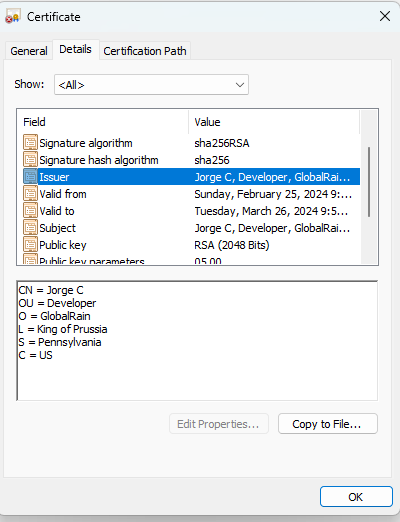 Certificate
General Details Certification Path
Show: <All>
Field Value
Signature algorithm sha256RSA
Signature hash algorithm sha256
Issuer Jorge C, Developer, GlobalRai...
Valid from Sunday, February 25, 2024 9:...
Valid to Tuesday, March 26, 2024 9:5...
Subject Jorge C, Developer, GlobalRai...
Public key RSA (2048 Bits)
Public key parameters 05 00
CN = Jorge C
OU = Developer
O = GlobalRain
L = King of Prussia
S = Pennsylvania
C = US
Edit Properties... Copy to File...
OK